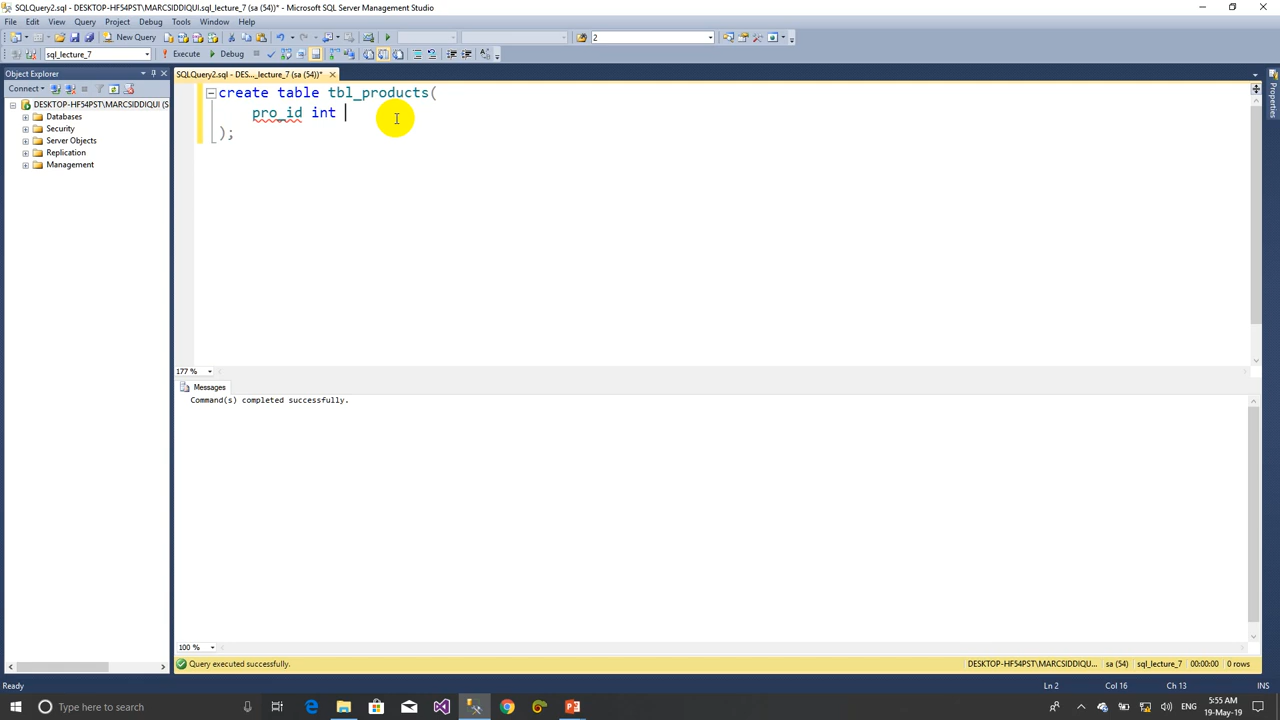 SQLQuery2.sql - DESKTOP-HF54PST\MARCSIDDIQUI.sql_lecture_7 (sa (54))* - Microsoft SQL Server Management Studio
File Edit View Query Project Debug Tools Window Help
New Query 2
sql_lecture_7 Execute Debug
Object Explorer
SQLQuery2.sql - DES..._lecture_7 (sa (54))*
Connect
DESKTOP-HF54PST\MARCSIDDIQUI (S
Databases
Security
Server Objects
Replication
Management
create table tbl_products(
pro_id int
);
Properties
177 %
Messages
Command(s) completed successfully.
100 %
Query executed successfully. DESKTOP-HF54PST\MARCSIDDIQU... sa (54) sql_lecture_7 00:00:00 0 rows
Ready Ln 2 Col 16 Ch 13 INS
Type here to search
ENG
5:55 AM
19-May-19